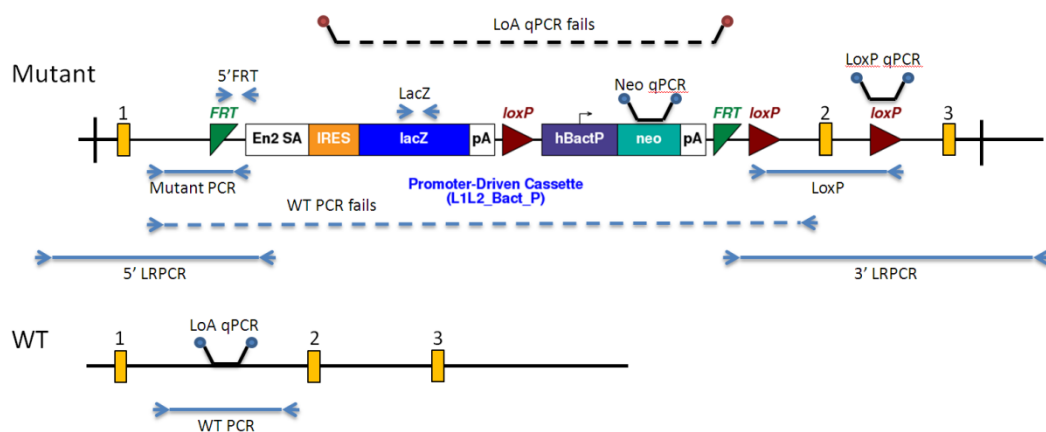 LoA qPCR fails
Mutant
5'FRT
LacZ
Neo qPCR
LoxP qPCR
1
FRT
loxP
FRT
loxP
2
loxP
3
En2 SA
IRES
lacZ
pA
hBactP
neo
pA
Mutant PCR
Promoter-Driven Cassette
(L1L2_Bact_P)
LoxP
WT PCR fails
5' LRPCR
3' LRPCR
WT
1
LoA qPCR
2
3
WT PCR